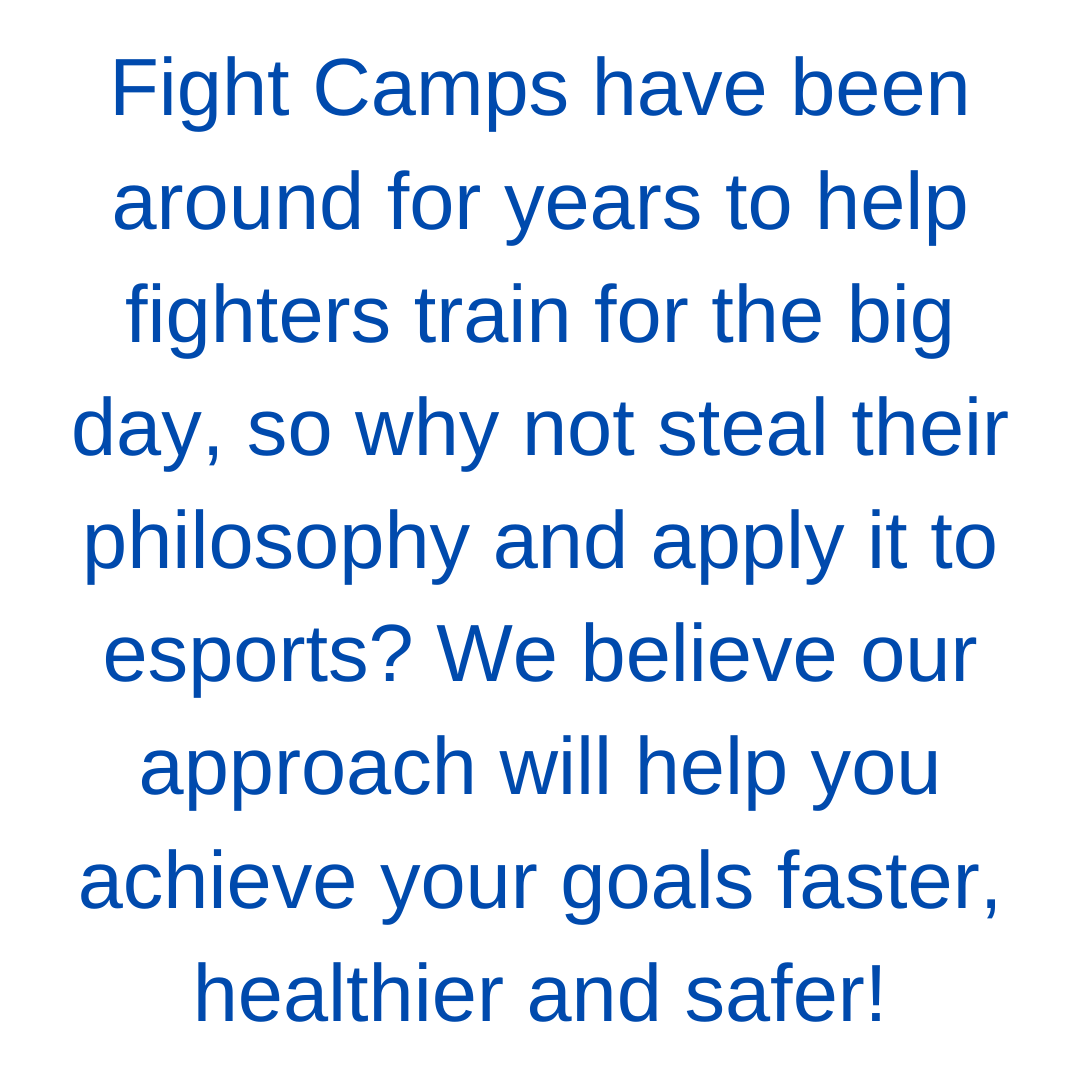 Fight Camps have been
around for years to help
fighters train for the big
day, so why not steal their
philosophy and apply it to
esports? We believe our
approach will help you
achieve your goals faster,
healthier and safer!